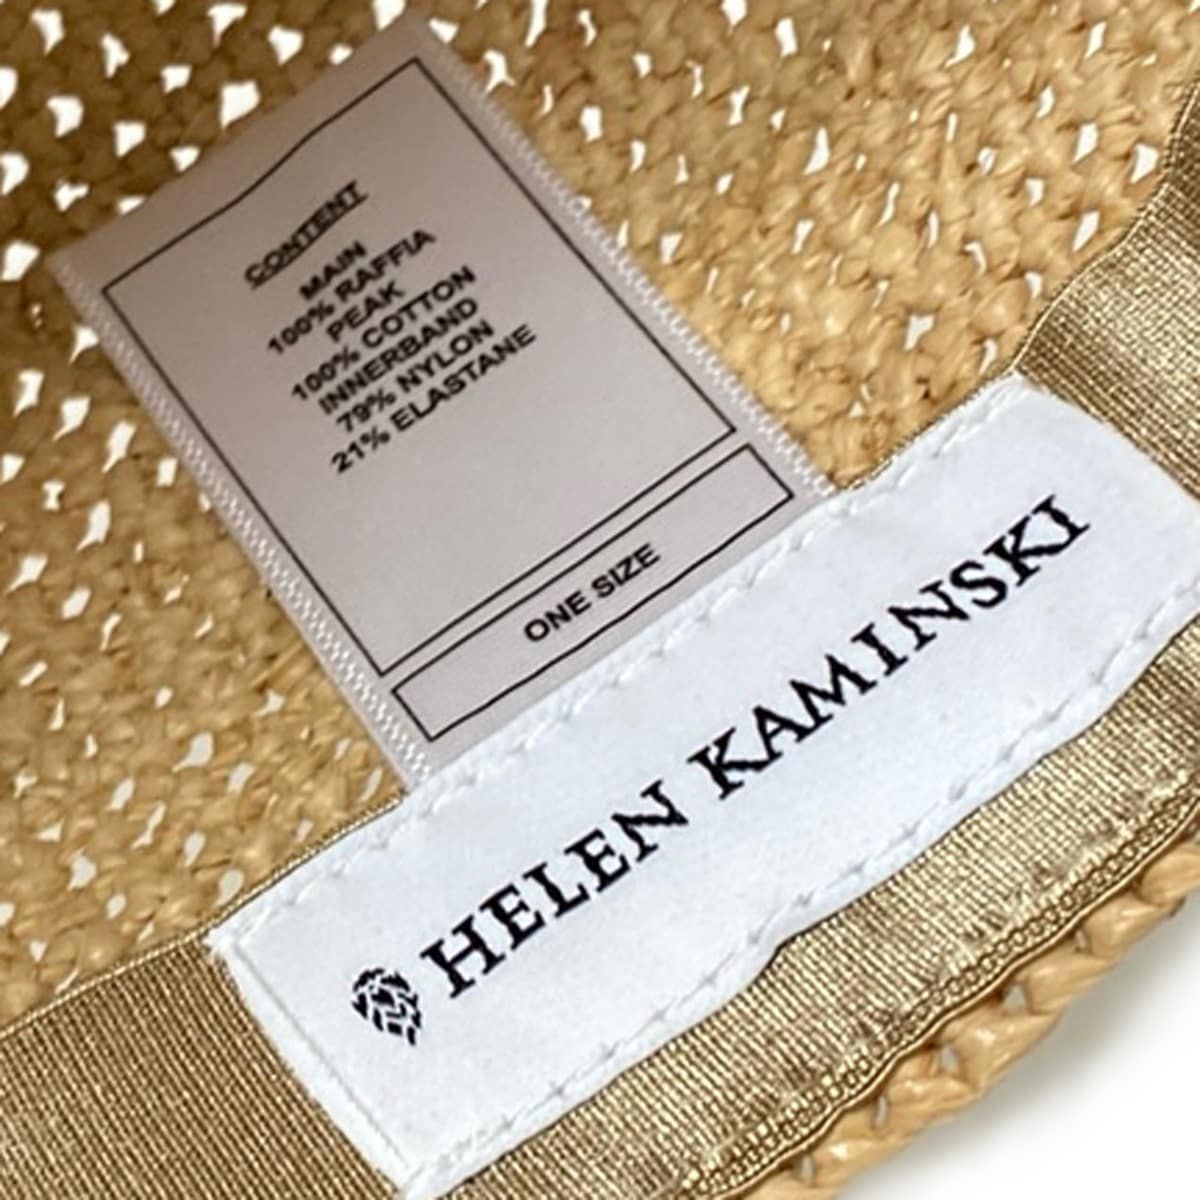 CONTENT
MAIN
100% RAFFIA
PEAK
100% COTTON
INNERBAND
79% NYLON
21% ELASTANE
ONE SIZE
HELEN KAMINSKI